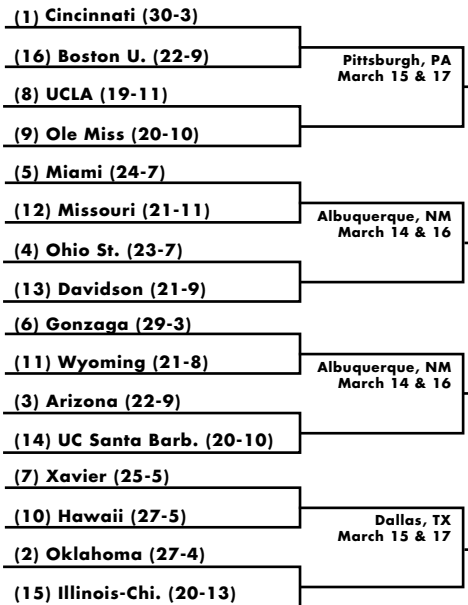 (1) Cincinnati (30-3)
(16) Boston U. (22-9)
Pittsburgh, PA
March 15 & 17
(8) UCLA (19-11)
(9) Ole Miss (20-10)
(5) Miami (24-7)
(12) Missouri (21-11)
Albuquerque, NM
March 14 & 16
(4) Ohio St. (23-7)
(13) Davidson (21-9)
(6) Gonzaga (29-3)
(11) Wyoming (21-8)
Albuquerque, NM
March 14 & 16
(3) Arizona (22-9)
(14) UC Santa Barb. (20-10)
(7) Xavier (25-5)
(10) Hawaii (27-5)
Dallas, TX
March 15 & 17
(2) Oklahoma (27-4)
(15) Illinois-Chi. (20-13)